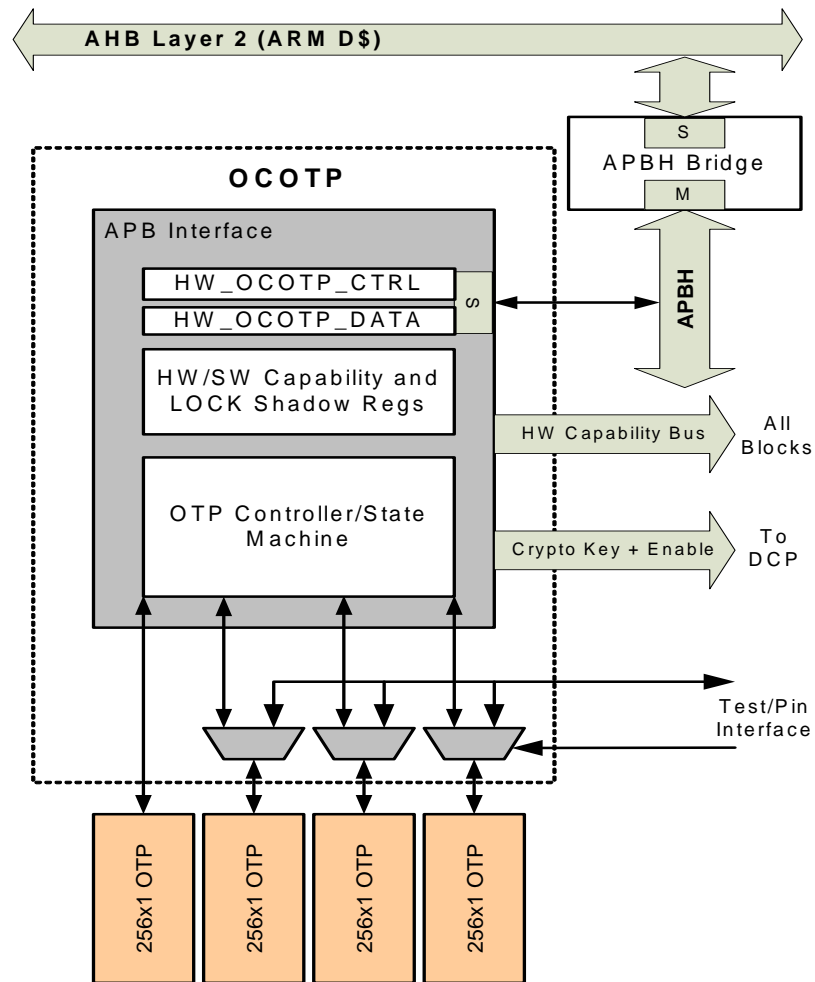 AHB Layer 2 (ARM D$)
S
APBH Bridge
M
APBH
OCOTP
APB Interface
HW_OCOTP_CTRL
HW_OCOTP_DATA
S
HW/SW Capability and
LOCK Shadow Regs
HW Capability Bus
All
Blocks
OTP Controller/State
Machine
Crypto Key + Enable
To
DCP
Test/Pin
Interface
256x1 OTP
256x1 OTP
256x1 OTP
256x1 OTP